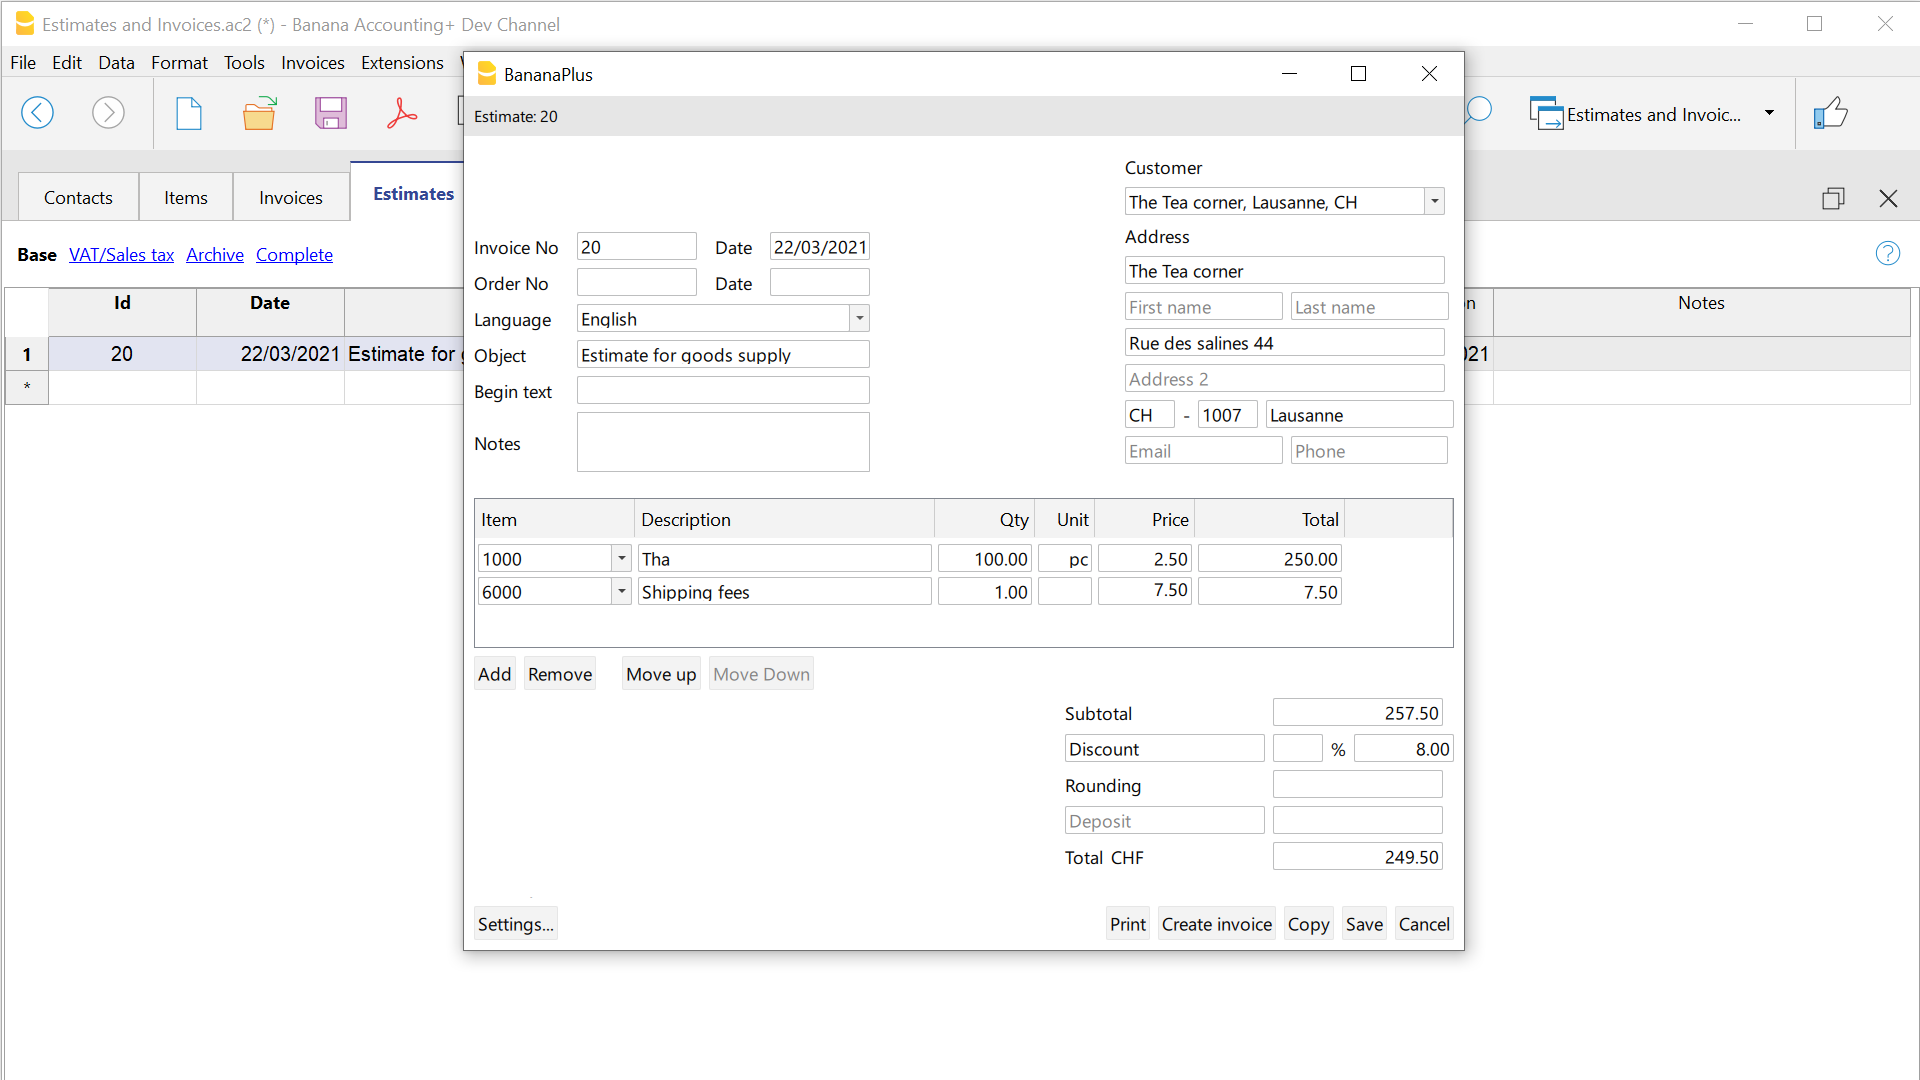 Estimates and Invoices.ac2 (*) - Banana Accounting+ Dev Channel
File Edit Data Format Tools Invoices Extensions
BananaPlus
Estimate: 20
Estimates and Invoic...
Contacts Items Invoices Estimates
Base VAT/Sales tax Archive Complete
Id Date Notes
1 20 22/03/2021 Estimate for
*
Customer
The Tea corner, Lausanne, CH
Address
The Tea corner
First name Last name
Rue des salines 44
Address 2
CH - 1007 Lausanne
Email Phone
Invoice No 20 Date 22/03/2021
Order No Date
Language English
Object Estimate for goods supply
Begin text
Notes
Item Description Qty Unit Price Total
1000 Tha 100.00 pc 2.50 250.00
6000 Shipping fees 1.00 7.50 7.50
Add Remove Move up Move Down
Subtotal 257.50
Discount % 8.00
Rounding
Deposit
Total CHF 249.50
Settings... Print Create invoice Copy Save Cancel